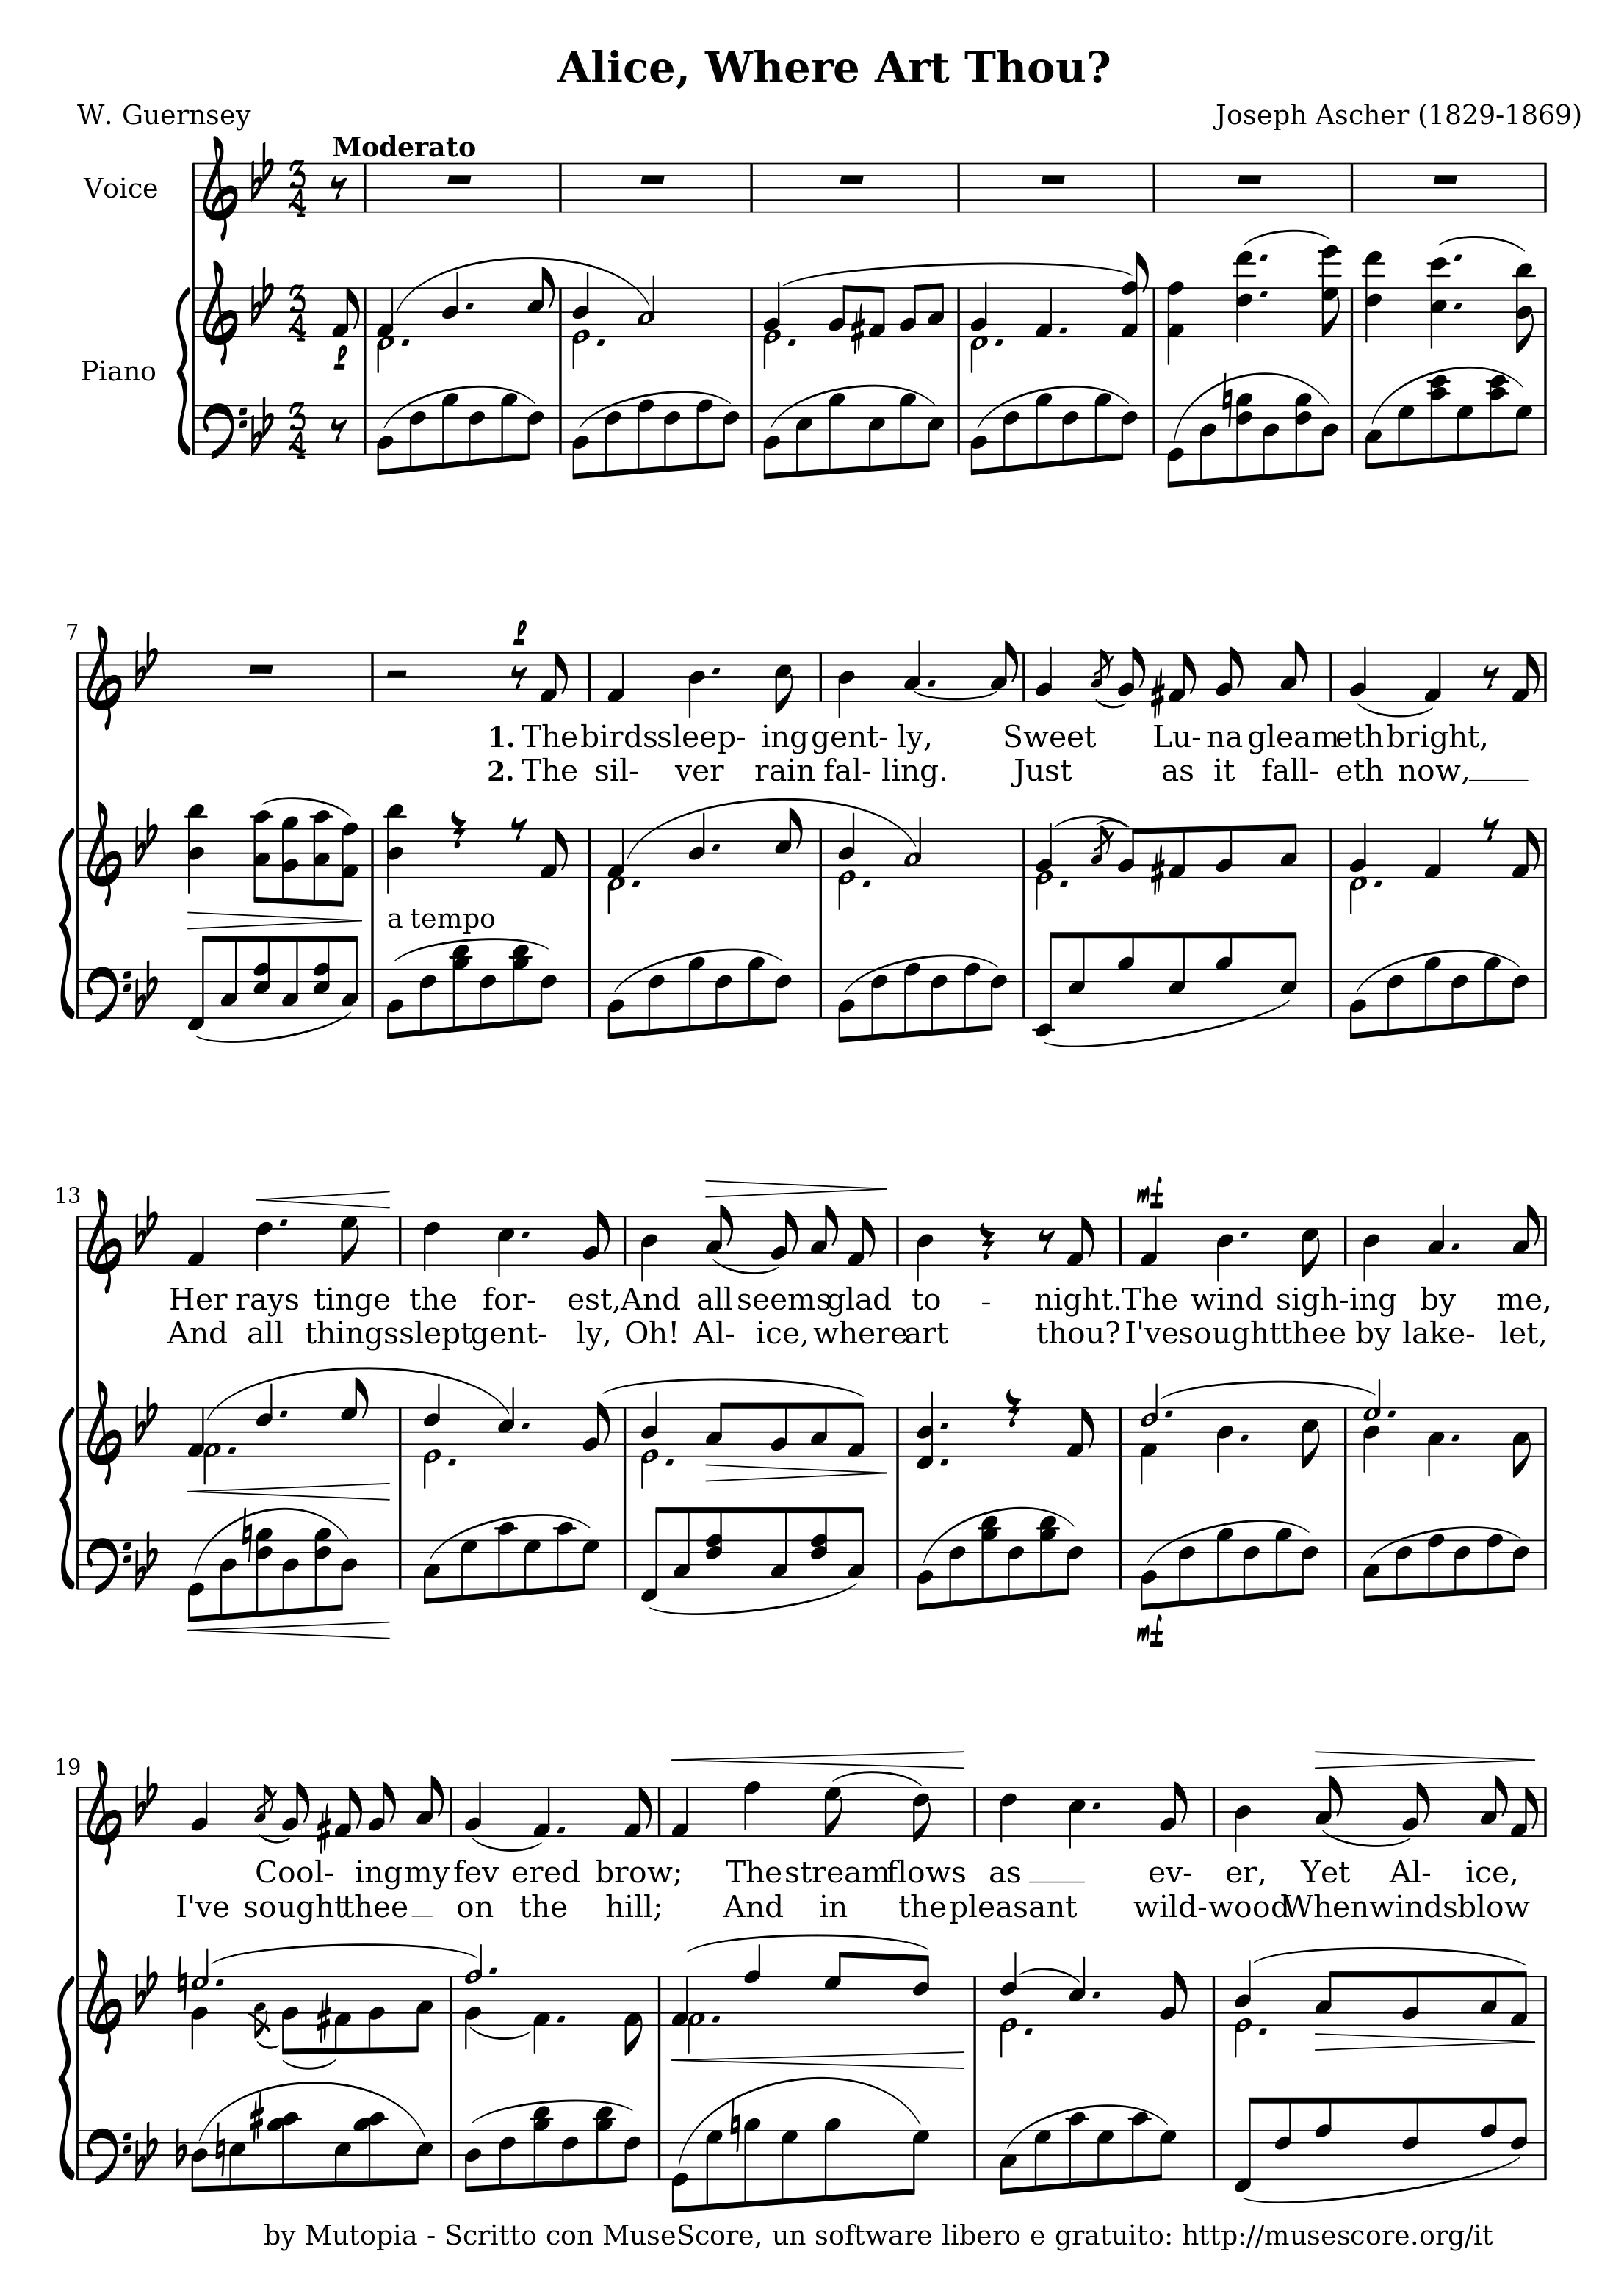 Alice, Where Art Thou?
W. Guernsey
Joseph Ascher (1829-1869)
Moderato
Voice
Piano
p
7
p
1. The birds sleep- ing gent- ly, Sweet Lu- na gleam eth bright,
2. The sil- ver rain fal- ling. Just as it fall- eth now, __
a tempo
13
mf
Her rays tinge the for- est, And all seems glad to - night. The wind sigh- ing by me,
And all things slept gent- ly, Oh! Al- ice, where art thou? I've sought thee by lake- let,
mf
19
Cool- ing my fev ered brow; The stream flows as __ ev- er, Yet Al- ice,
I've sought thee __ on the hill; And in the pleasant wild- wood When winds blow
by Mutopia - Scritto con MuseScore, un software libero e gratuito: http://musescore.org/it